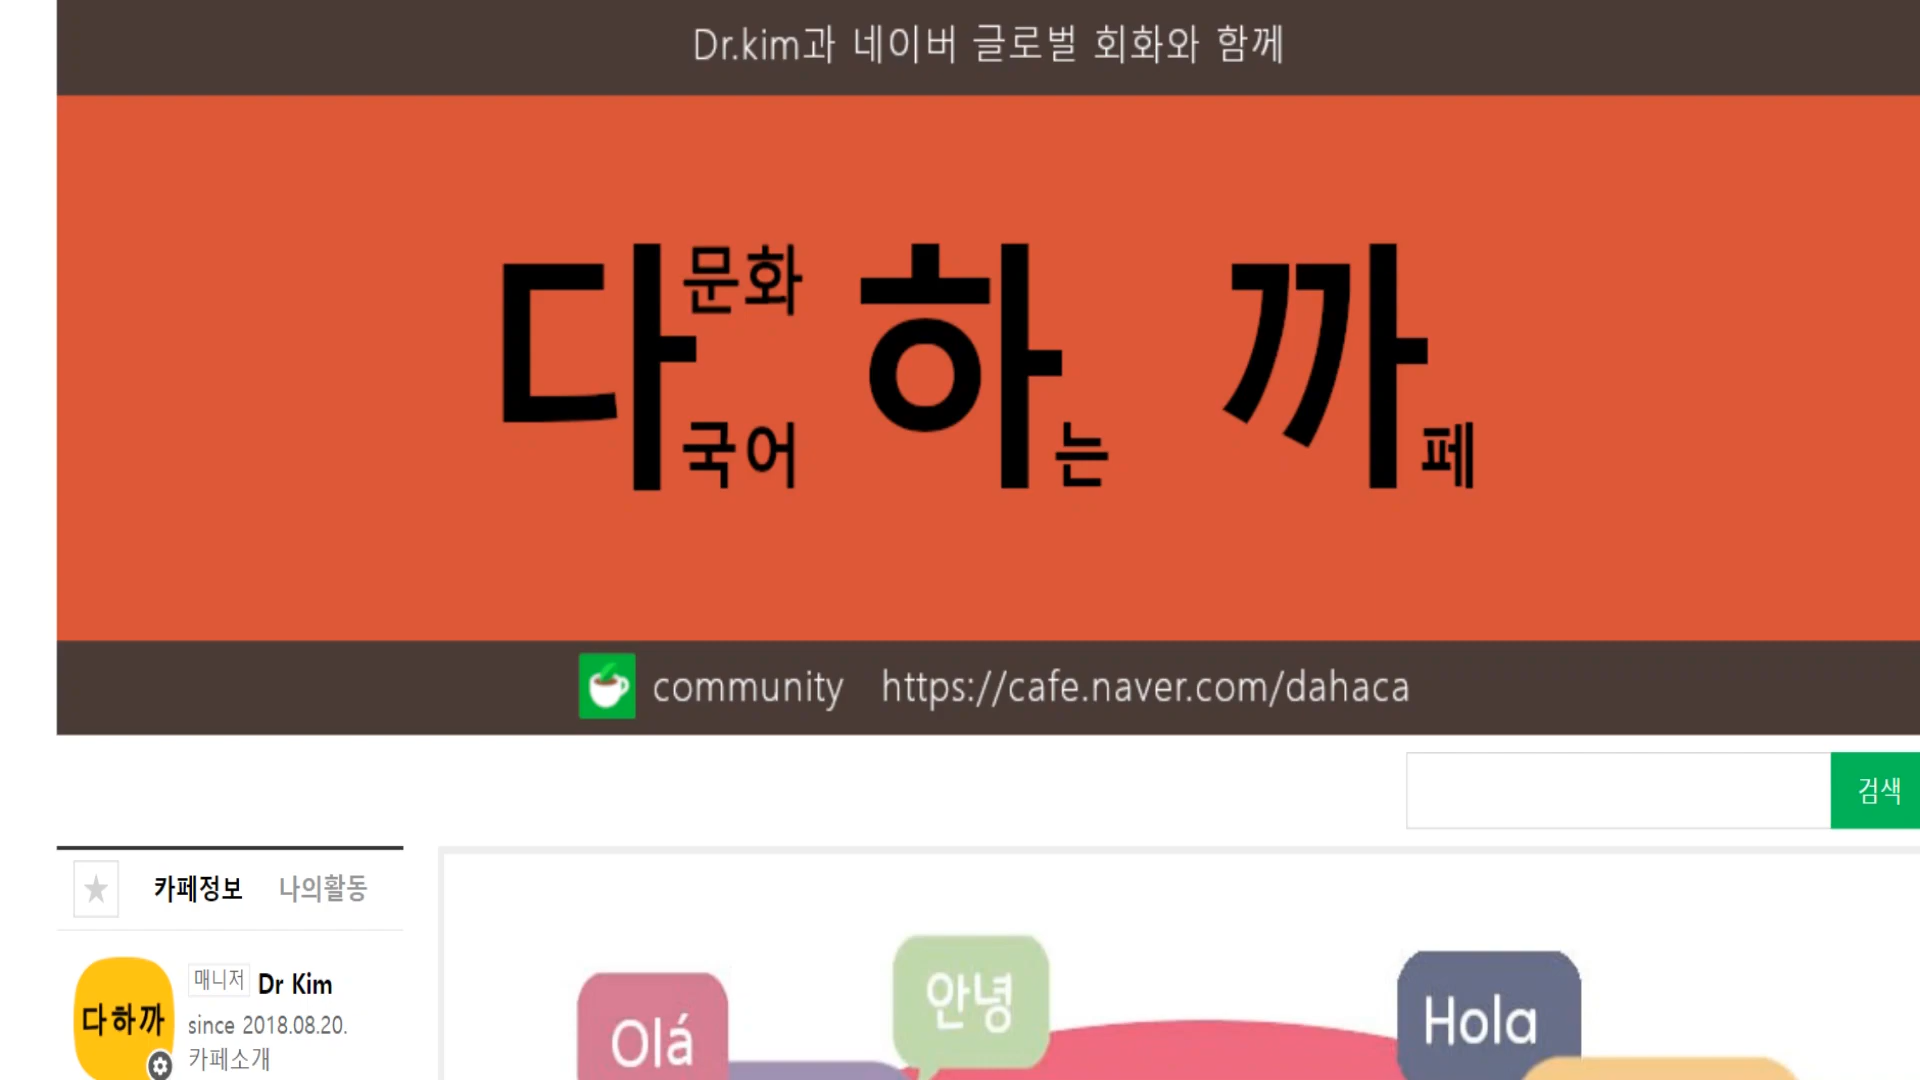 Dr.kim과 네이버 글로벌 회화와 함께
다문화국어 하는 까페
community https://cafe.naver.com/dahaca
검색
카페정보 나의활동
매니저 Dr Kim
다하까
since 2018.08.20.
카페소개
Olá
안녕
Hola